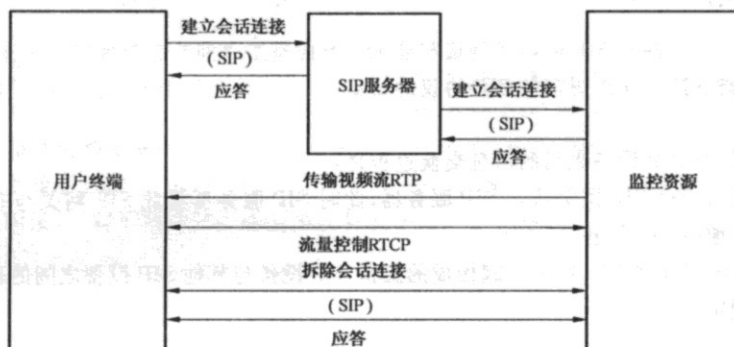 建立会话连接
(SIP)
应答
SIP服务器
建立会话连接
(SIP)
应答
用户终端
传输视频流RTP
监控资源
流量控制RTCP
拆除会话连接
(SIP)
应答